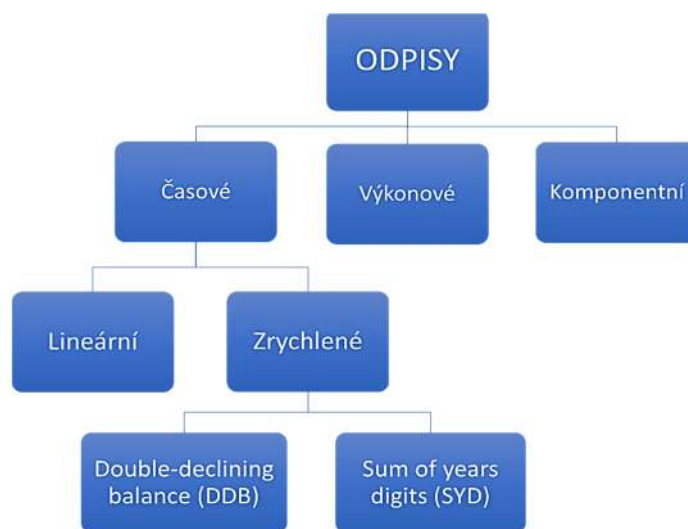 ODPISY
Časové
Výkonové
Komponentní
Lineární
Zrychlené
Double-declining
balance (DDB)
Sum of years
digits (SYD)